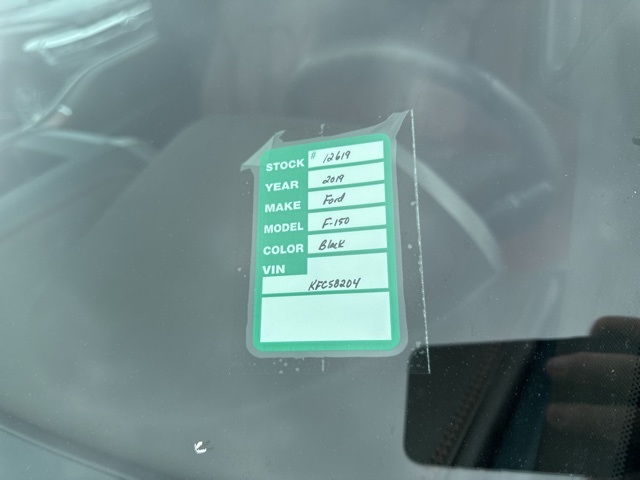 STOCK # 12619
YEAR 2019
MAKE Ford
MODEL F-150
COLOR Black
VIN
KFC58204